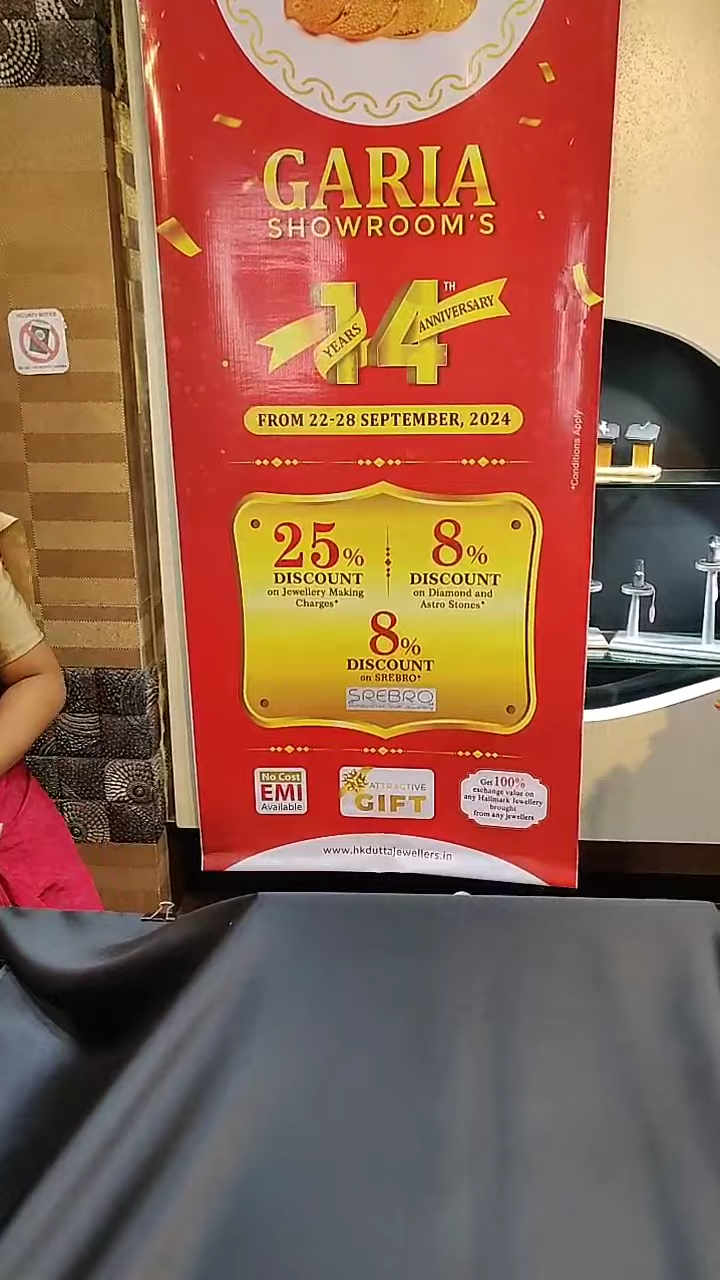 GARIA
SHOWROOM'S
14TH
YEARS ANNIVERSARY
FROM 22-28 SEPTEMBER, 2024
*Conditions Apply
25%
DISCOUNT
on Jewellery Making
Charges*
8%
DISCOUNT
on Diamond and
Astro Stones*
8%
DISCOUNT
on SREBRO*
SREBRO
No Cost
EMI
Available
ATTRACTIVE
GIFT
Get 100%
exchange value on
any Hallmark Jewellery
brought
from any jewellers
www.hkduttajewellers.in
SECURITY NOTICE